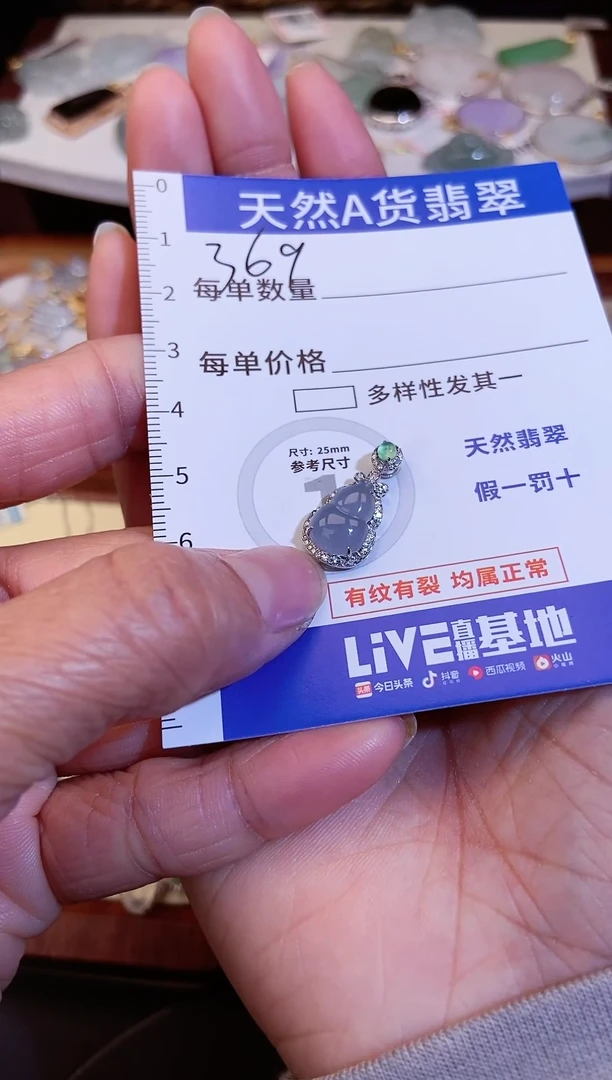 0
天然A货翡翠
1
369
每单数量
2
3
每单价格
多样性发其一
4
尺寸: 25mm
参考尺寸
天然翡翠
5
假一罚十
6
有纹有裂 均属正常
LiVE直播基地
头条 今日头条 抖音 西瓜视频 火山